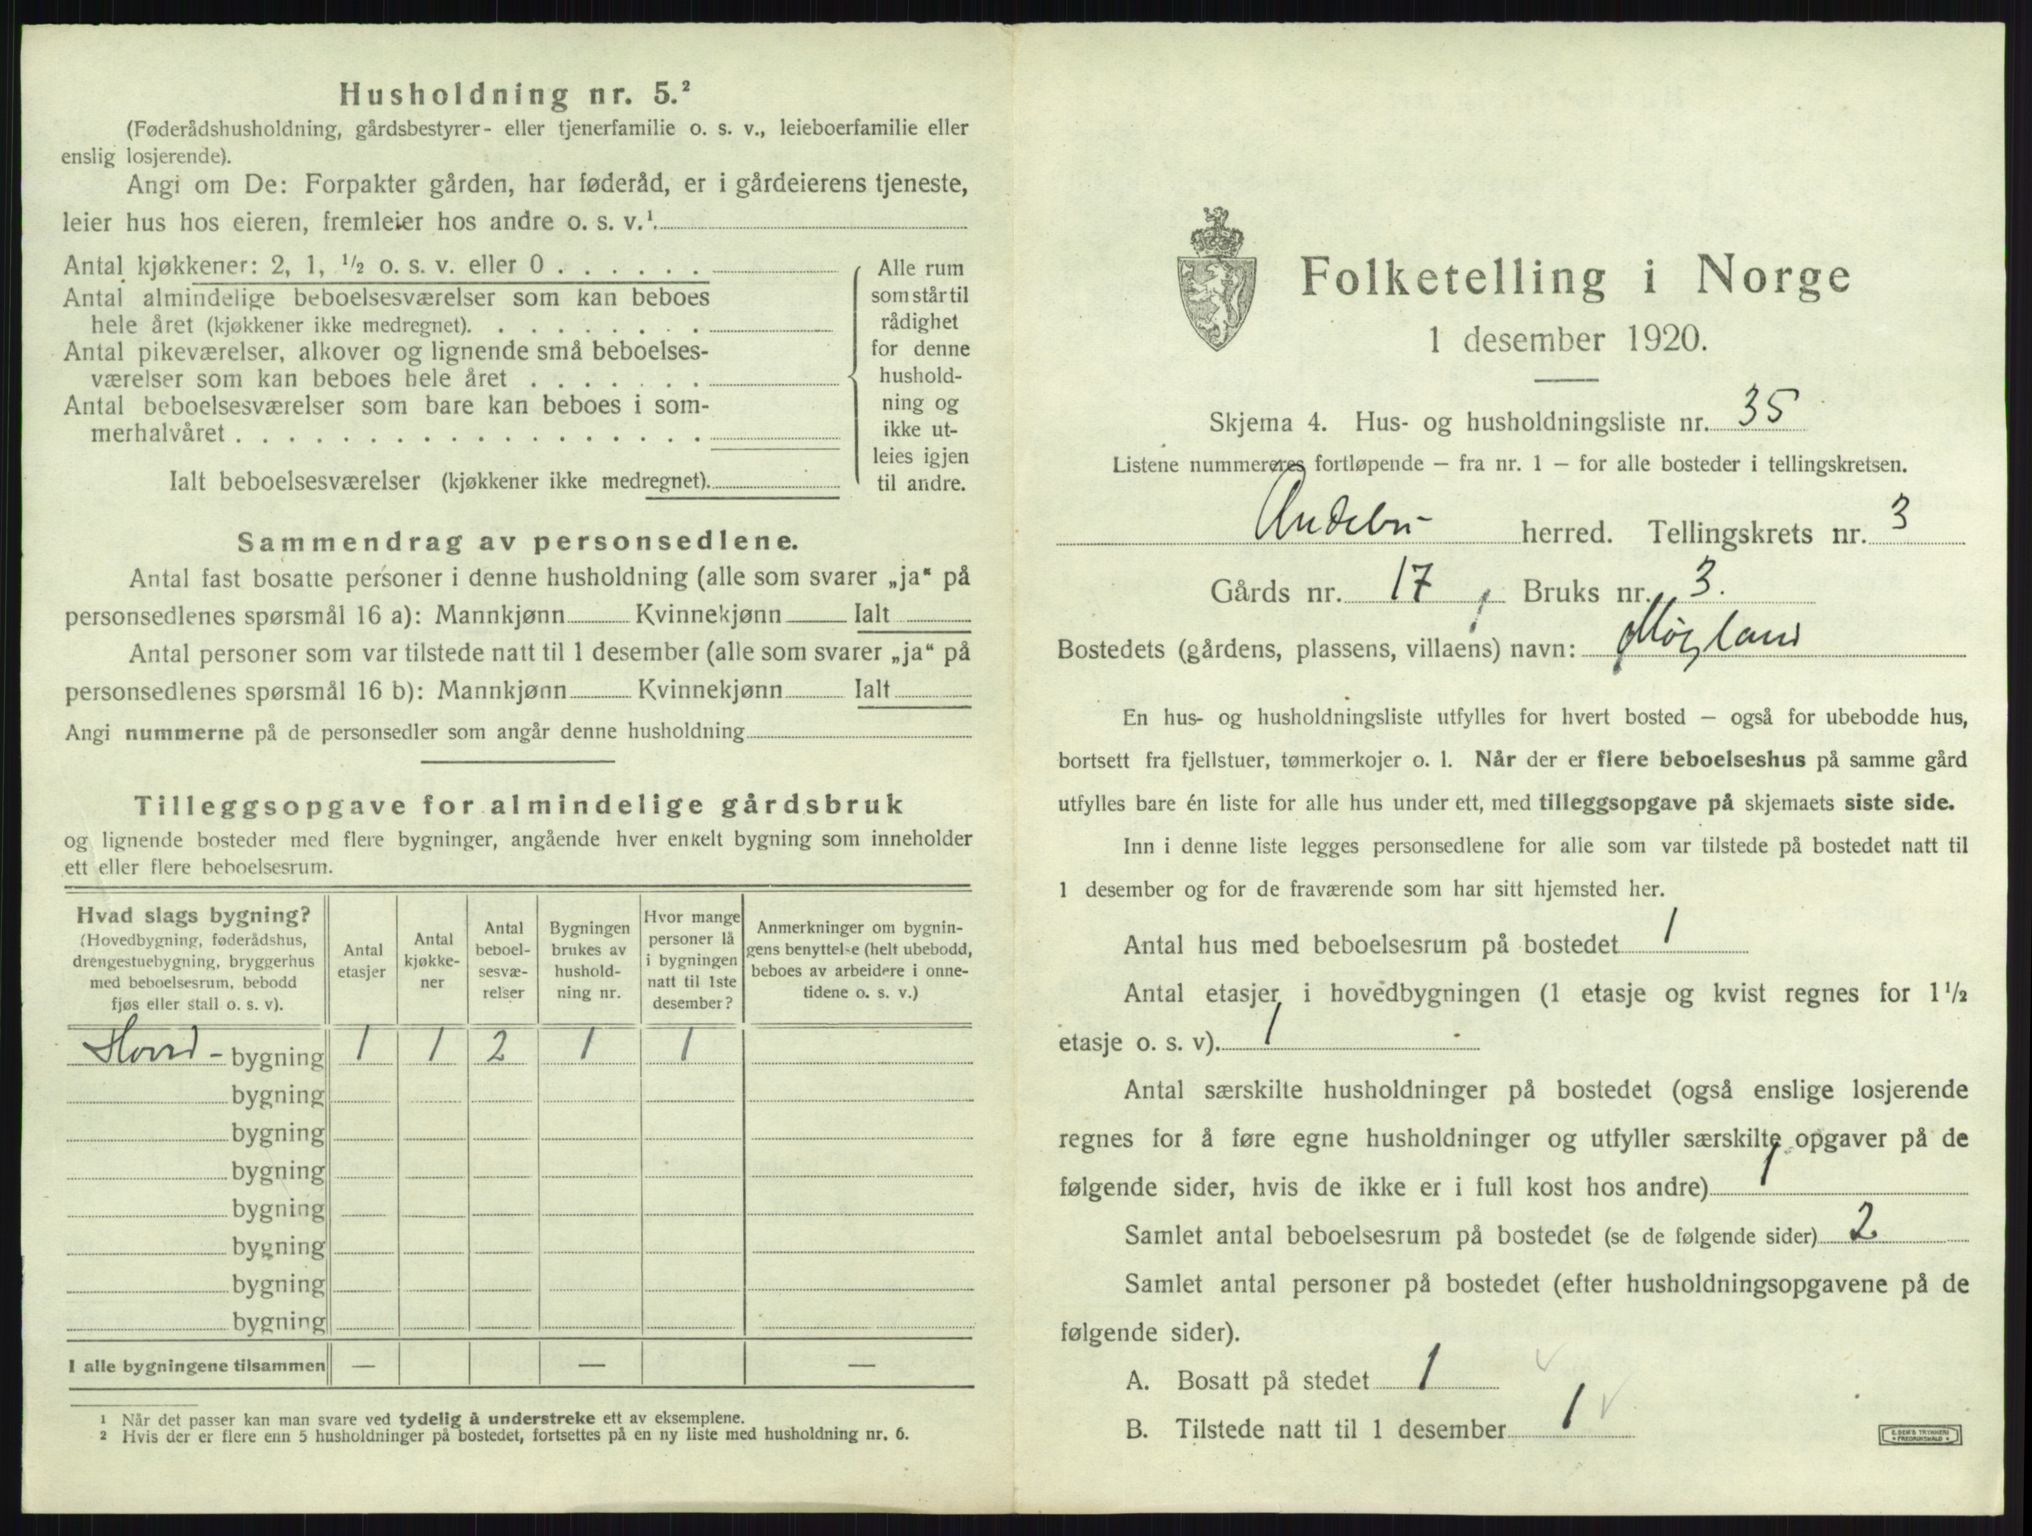 Husholdning nr. 5.²
(Føderådshusholdning, gårdsbestyrer- eller tjenerfamilie o. s. v., leieboerfamilie eller
enslig losjerende).
Angi om De: Forpakter gården, har føderåd, er i gårdeierens tjeneste,
leier hus hos eieren, fremleier hos andre o. s. v.¹
Antal kjøkkener: 2, 1, ½ o. s. v. eller 0 . . . . . .
Antal almindelige beboelsesværelser som kan beboes
hele året (kjøkkener ikke medregnet). . . . . . . . .
Antal pikeværelser, alkover og lignende små beboelses-
værelser som kan beboes hele året . . . . . . .
Antal beboelsesværelser som bare kan beboes i som-
merhalvåret . . . . . . . . . . . . . . . . . .
Ialt beboelsesværelser (kjøkkener ikke medregnet).
Alle rum
som står til
rådighet
for denne
hushold-
ning og
ikke ut-
leies igjen
til andre.
Sammendrag av personsedlene.
Antal fast bosatte personer i denne husholdning (alle som svarer „ja“ på
personsedlenes spørsmål 16 a): Mannkjønn Kvinnekjønn Ialt
Antal personer som var tilstede natt til 1 desember (alle som svarer „ja“ på
personsedlenes spørsmål 16 b): Mannkjønn Kvinnekjønn Ialt
Angi nummerne på de personsedler som angår denne husholdning
Tilleggsopgave for almindelige gårdsbruk
og lignende bosteder med flere bygninger, angående hver enkelt bygning som inneholder
ett eller flere beboelsesrum.
Hvad slags bygning?
(Hovedbygning, føderådshus,
drengestuebygning, bryggerhus
med beboelsesrum, bebodd
fjøs eller stall o. s. v).
Antal
etasjer
Antal
kjøkke-
ner
Antal
beboel-
sesvæ-
relser
Bygningen
brukes av
hushold-
ning nr.
Hvor mange
personer lå
i bygningen
natt til 1ste
desember?
Anmerkninger om bygnin-
gens benyttelse (helt ubebodd,
beboes av arbeidere i onne-
tidene o. s. v.)
Hoved-bygning 1 1 2 1 1
bygning
bygning
bygning
bygning
bygning
bygning
bygning
I alle bygningene tilsammen — — —
¹ Når det passer kan man svare ved tydelig å understreke ett av eksemplene.
² Hvis der er flere enn 5 husholdninger på bostedet, fortsettes på en ny liste med husholdning nr. 6.
Folketelling i Norge
1 desember 1920.
Skjema 4. Hus- og husholdningsliste nr. 35
Listene nummereres fortløpende — fra nr. 1 — for alle bosteder i tellingskretsen.
Andebu herred. Tellingskrets nr. 3
Gårds nr. 17, Bruks nr. 3.
Bostedets (gårdens, plassens, villaens) navn: Møyland
En hus- og husholdningsliste utfylles for hvert bosted — også for ubebodde hus,
bortsett fra fjellstuer, tømmerkojer o. l. Når der er flere beboelseshus på samme gård
utfylles bare én liste for alle hus under ett, med tilleggsopgave på skjemaets siste side.
Inn i denne liste legges personsedlene for alle som var tilstede på bostedet natt til
1 desember og for de fraværende som har sitt hjemsted her.
Antal hus med beboelsesrum på bostedet 1
Antal etasjer i hovedbygningen (1 etasje og kvist regnes for 1½
etasje o. s. v). 1
Antal særskilte husholdninger på bostedet (også enslige losjerende
regnes for å føre egne husholdninger og utfyller særskilte opgaver på de
følgende sider, hvis de ikke er i full kost hos andre) 1
Samlet antal beboelsesrum på bostedet (se de følgende sider) 2
Samlet antal personer på bostedet (efter husholdningsopgavene på de
følgende sider).
A. Bosatt på stedet 1
B. Tilstede natt til 1 desember 1
E. SEM'S TRYKKERI
FREDRIKSHALD